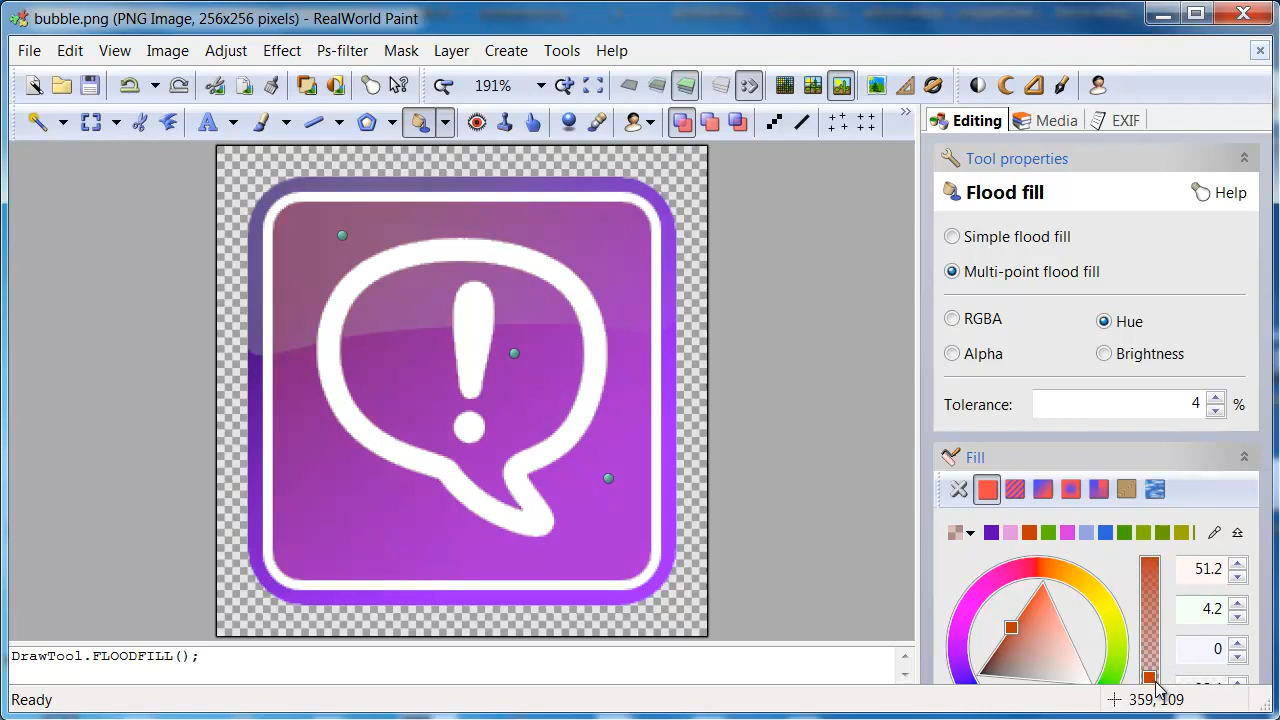 bubble.png (PNG Image, 256x256 pixels) - RealWorld Paint
File Edit View Image Adjust Effect Ps-filter Mask Layer Create Tools Help
191%
Editing Media EXIF
Tool properties
Flood fill Help
Simple flood fill
Multi-point flood fill
RGBA Hue
Alpha Brightness
Tolerance: 4 %
Fill
51.2
4.2
0
DrawTool.FLOODFILL();
Ready 359, 109